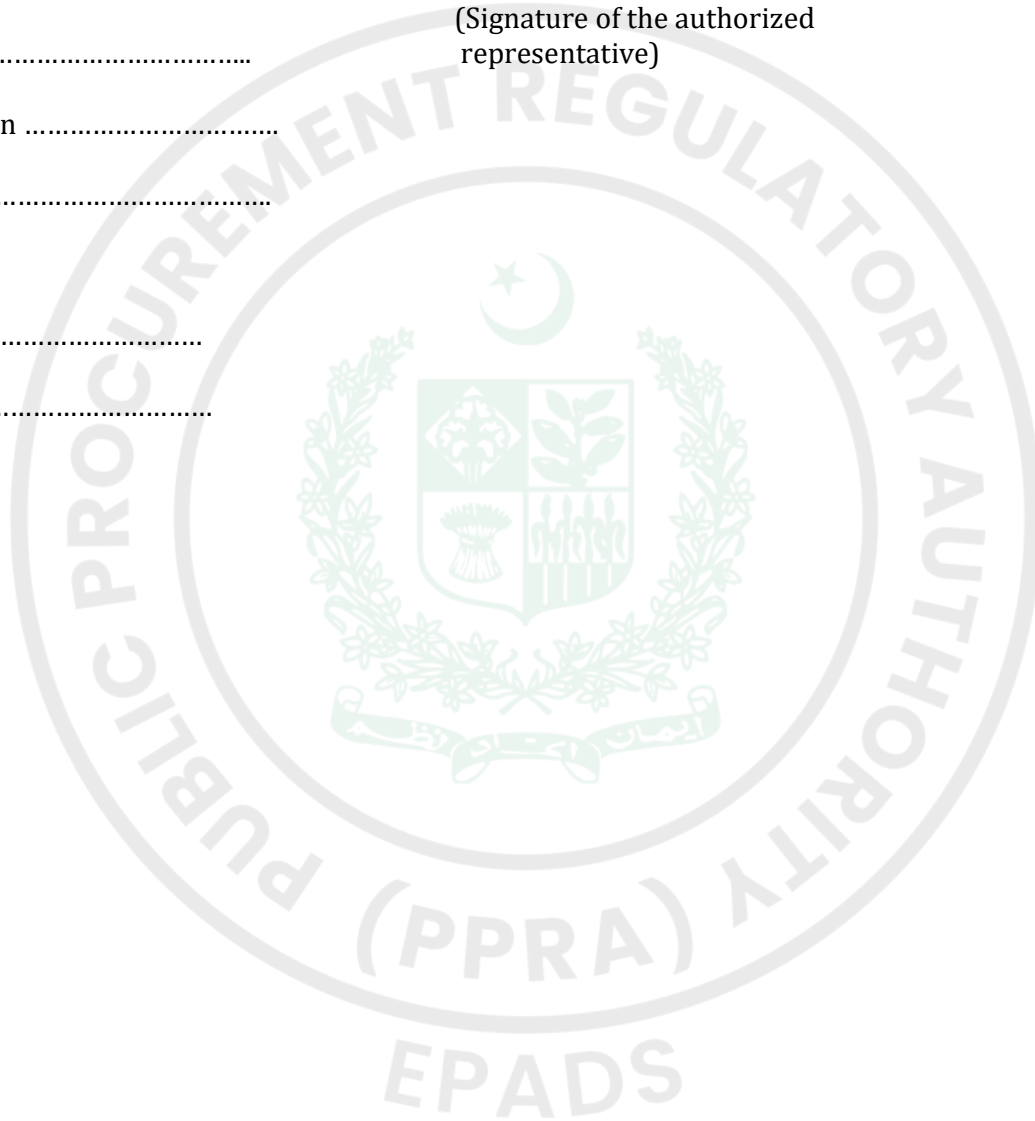 (Signature of the authorized
……………………………….. representative)
n …………………………….
……………………………….
………………………
………………………
PUBLIC PROCUREMENT REGULATORY AUTHORITY
(PPRA)
EPADS